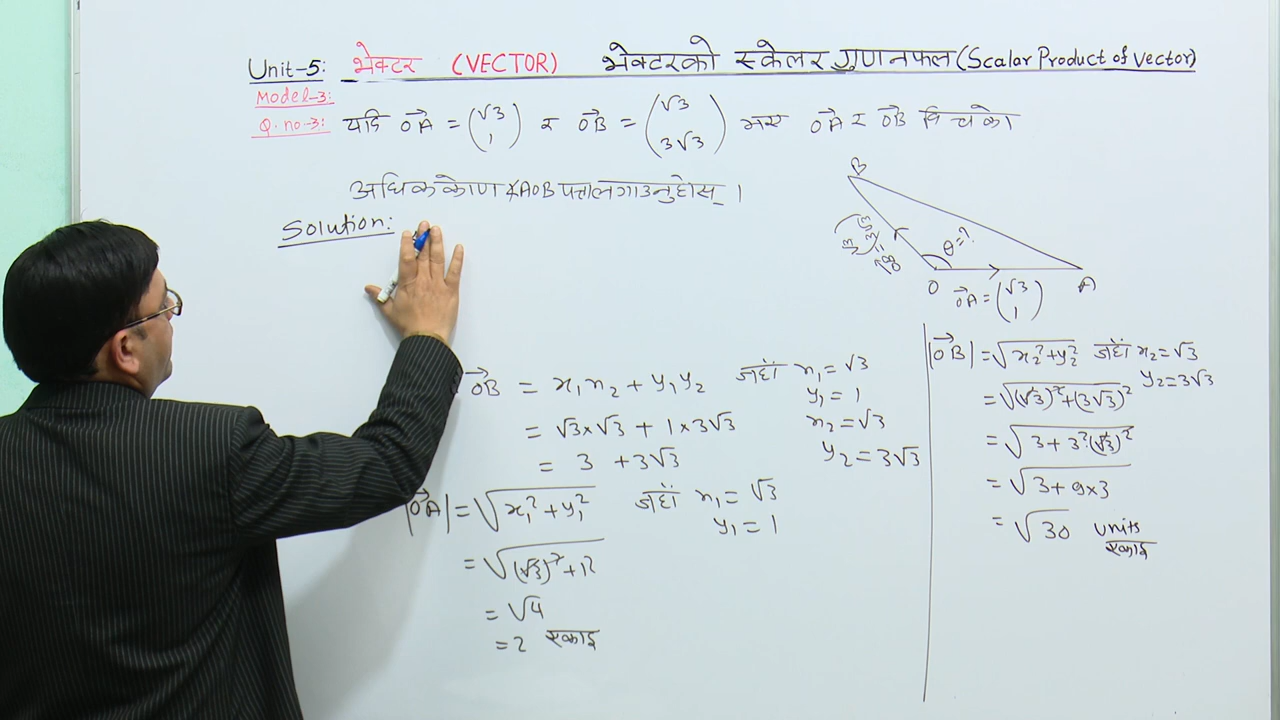 Unit-5: भेक्टर (VECTOR) भेक्टरको स्केलर गुणनफल (Scalar Product of Vector)
Model-3:
Q.no-3: यदि OA⃗ = (√3 1) र OB⃗ = (√3 3√3) भए OA⃗ र OB⃗ बिचको
अधिक कोण ∡AOB पत्ता लगाउनुहोस् ।
Solution:
B
θ=?
O
A
OA⃗ = (√3 1)
OB⃗ = x₁x₂ + y₁y₂ जहाँ x₁ = √3
y₁ = 1
= √3×√3 + 1×3√3 x₂ = √3
= 3 + 3√3 y₂ = 3√3
|OA⃗| = √(x₁² + y₁²) जहाँ x₁ = √3
y₁ = 1
= √((√3)² + 1²)
= √4
= 2 एकाइ
|OB⃗| = √(x₂² + y₂²) जहाँ x₂ = √3
y₂ = 3√3
= √((√3)² + (3√3)²)
= √(3 + 3²(√3)²)
= √(3 + 9×3)
= √30 units
एकाइ